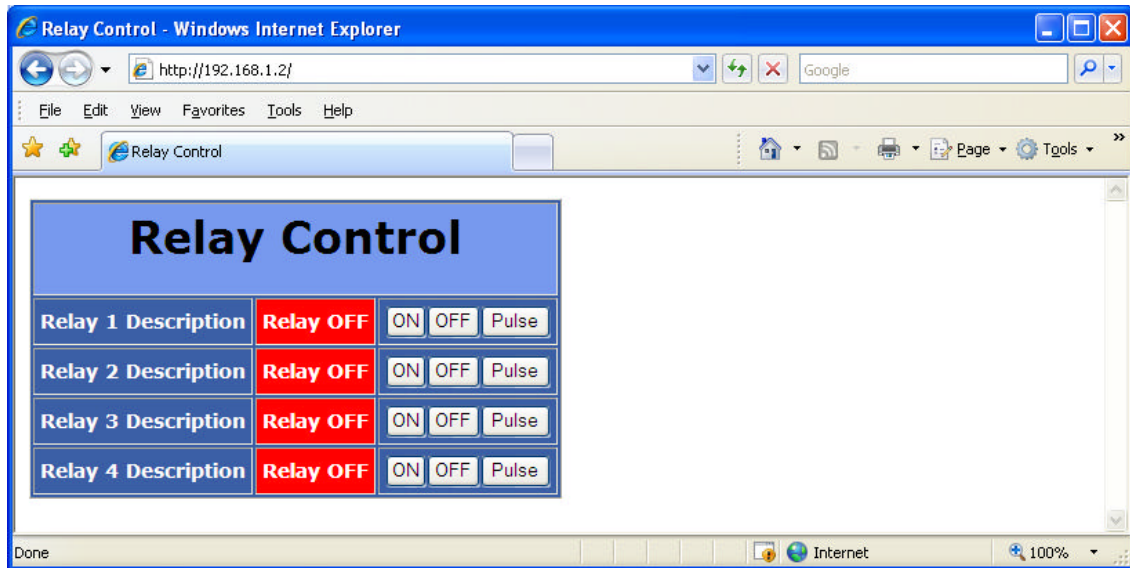 Relay Control - Windows Internet Explorer
http://192.168.1.2/
Google
File Edit View Favorites Tools Help
Relay Control
Page Tools »
Relay Control
Relay 1 Description Relay OFF ON OFF Pulse
Relay 2 Description Relay OFF ON OFF Pulse
Relay 3 Description Relay OFF ON OFF Pulse
Relay 4 Description Relay OFF ON OFF Pulse
Done Internet 100%